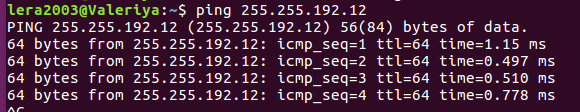 lera2003@Valeriya:~$ ping 255.255.192.12
PING 255.255.192.12 (255.255.192.12) 56(84) bytes of data.
64 bytes from 255.255.192.12: icmp_seq=1 ttl=64 time=1.15 ms
64 bytes from 255.255.192.12: icmp_seq=2 ttl=64 time=0.497 ms
64 bytes from 255.255.192.12: icmp_seq=3 ttl=64 time=0.510 ms
64 bytes from 255.255.192.12: icmp_seq=4 ttl=64 time=0.778 ms